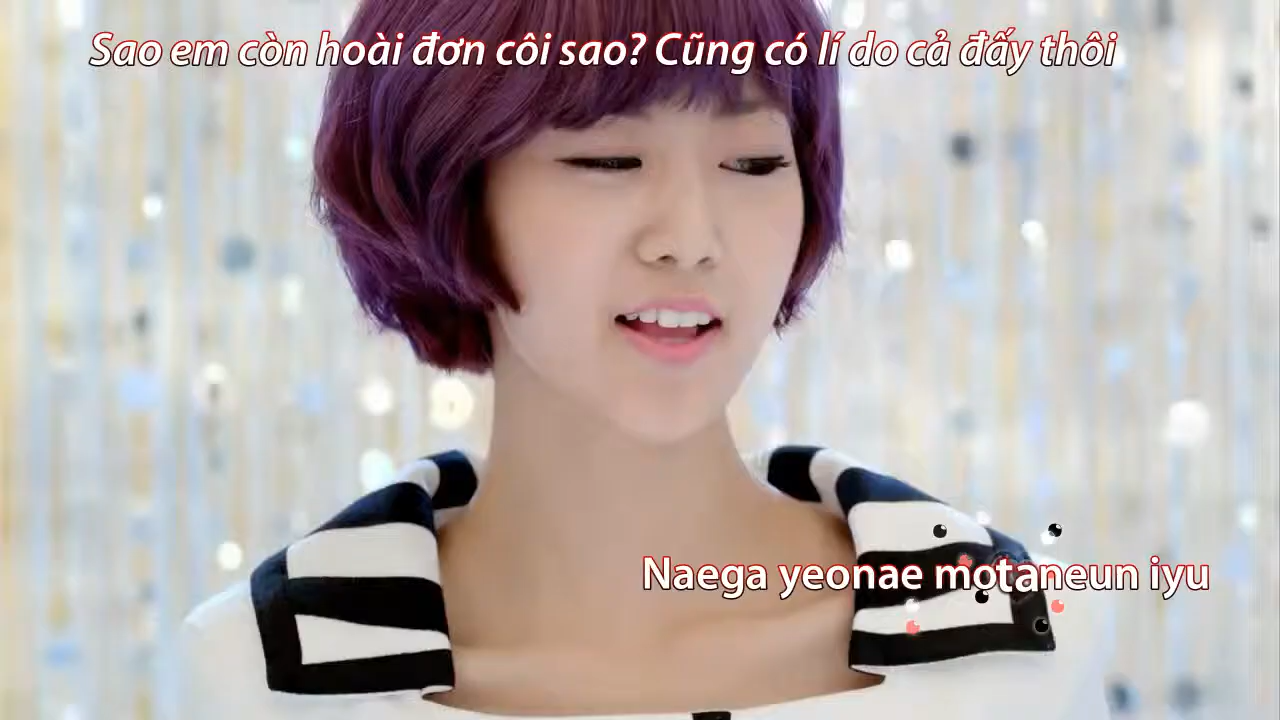 Sao em còn hoài đơn côi sao? Cũng có lí do cả đấy thôi
Naega yeonae motaneun iyu